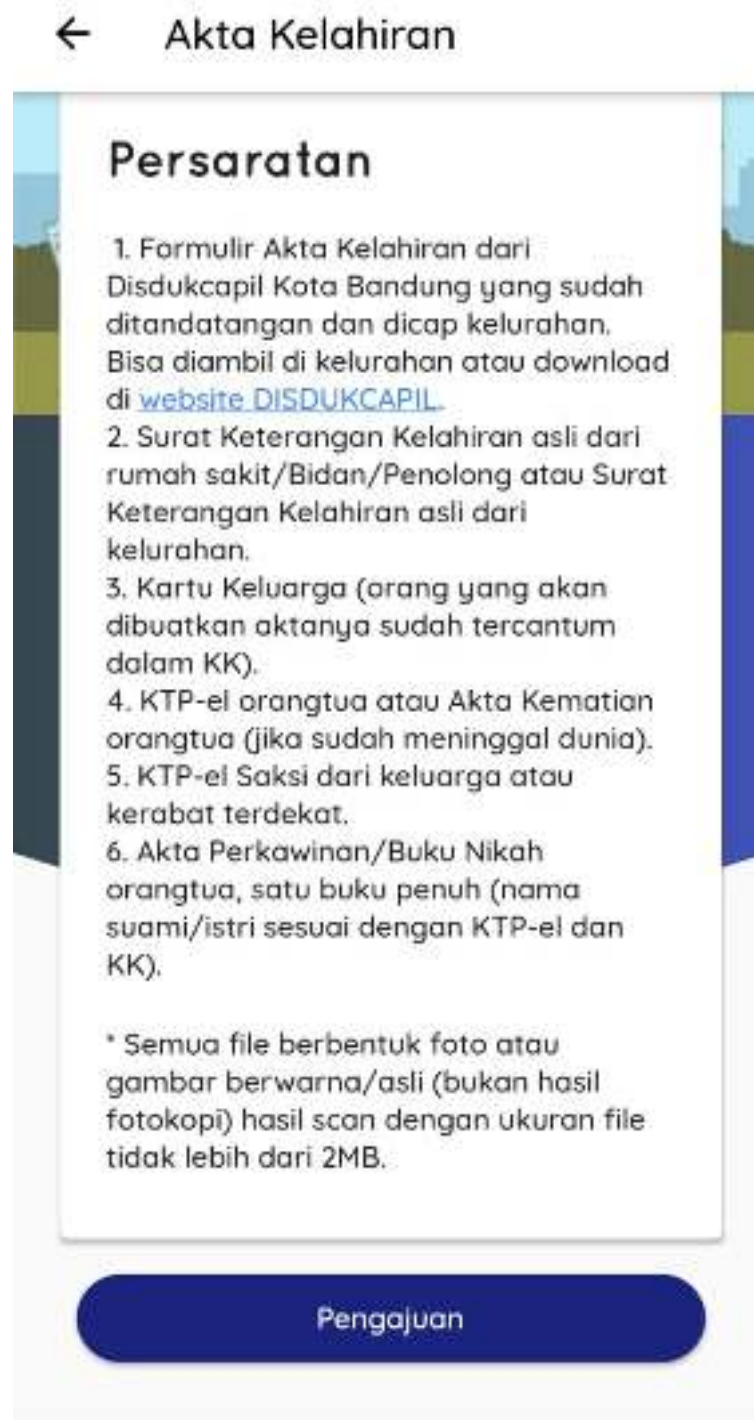 Akta Kelahiran
Persaratan
1. Formulir Akta Kelahiran dari
Disdukcapil Kota Bandung yang sudah
ditandatangan dan dicap kelurahan.
Bisa diambil di kelurahan atau download
di website DISDUKCAPIL.
2. Surat Keterangan Kelahiran asli dari
rumah sakit/Bidan/Penolong atau Surat
Keterangan Kelahiran asli dari
kelurahan.
3. Kartu Keluarga (orang yang akan
dibuatkan aktanya sudah tercantum
dalam KK).
4. KTP-el orangtua atau Akta Kematian
orangtua (jika sudah meninggal dunia).
5. KTP-el Saksi dari keluarga atau
kerabat terdekat.
6. Akta Perkawinan/Buku Nikah
orangtua, satu buku penuh (nama
suami/istri sesuai dengan KTP-el dan
KK).
* Semua file berbentuk foto atau
gambar berwarna/asli (bukan hasil
fotokopi) hasil scan dengan ukuran file
tidak lebih dari 2MB.
Pengajuan